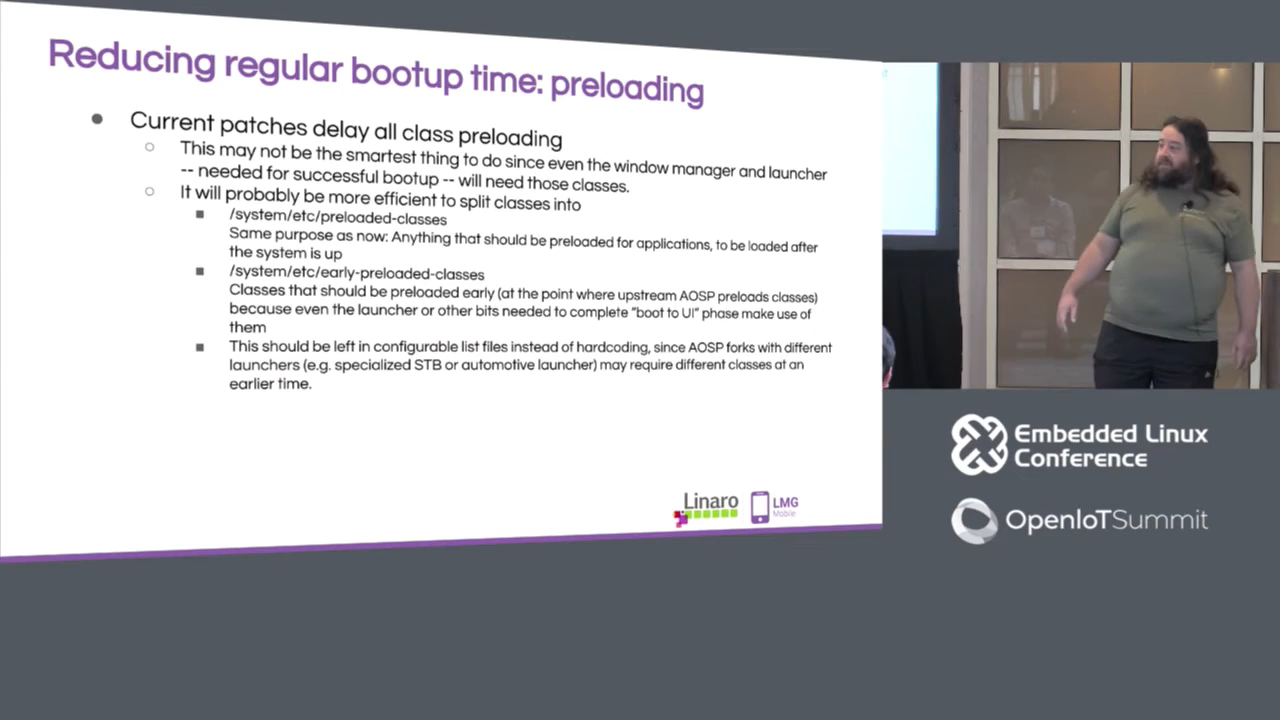 Reducing regular bootup time: preloading
Current patches delay all class preloading
This may not be the smartest thing to do since even the window manager and launcher
-- needed for successful bootup -- will need those classes.
It will probably be more efficient to split classes into
/system/etc/preloaded-classes
Same purpose as now: Anything that should be preloaded for applications, to be loaded after
the system is up
/system/etc/early-preloaded-classes
Classes that should be preloaded early (at the point where upstream AOSP preloads classes)
because even the launcher or other bits needed to complete "boot to UI" phase make use of
them
This should be left in configurable list files instead of hardcoding, since AOSP forks with different
launchers (e.g. specialized STB or automotive launcher) may require different classes at an
earlier time.
Linaro
LMG
Mobile
Embedded Linux
Conference
OpenIoTSummit